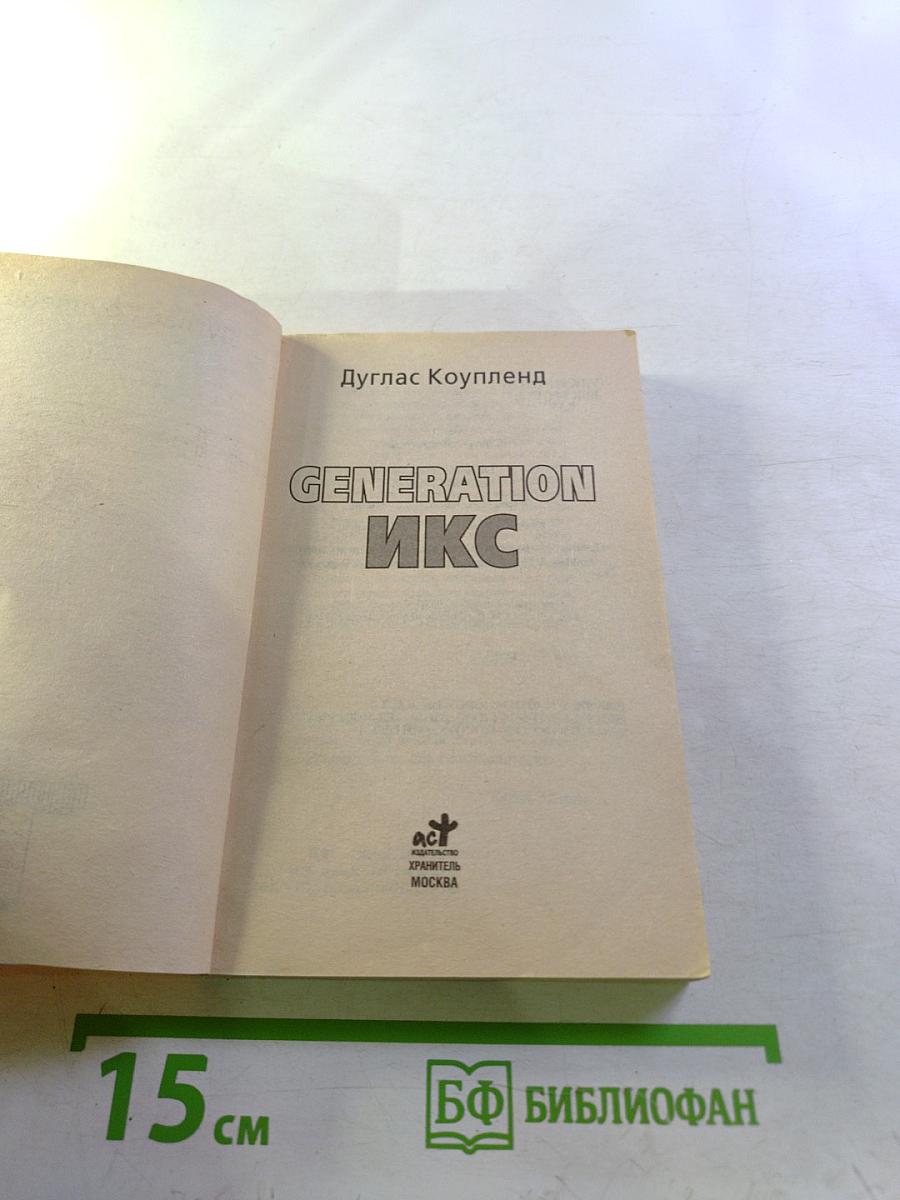 Дуглас Коупленд
GENERATION
ИКС
аст
ИЗДАТЕЛЬСТВО
ХРАНИТЕЛЬ
МОСКВА
15 см
БФ БИБЛИОФАН